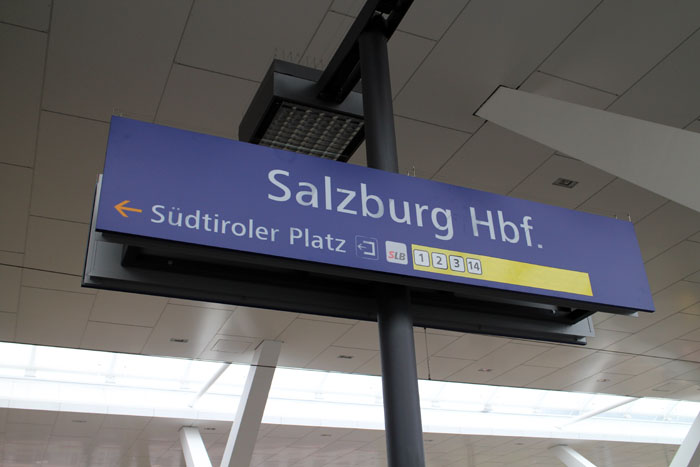 Salzburg Hbf.
Südtiroler Platz SLB 1 2 3 14